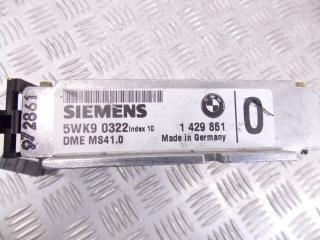 9/2861
SIEMENS
5WK9 0322 Index 10
1 429 861
DME MS41.0
Made in Germany
0